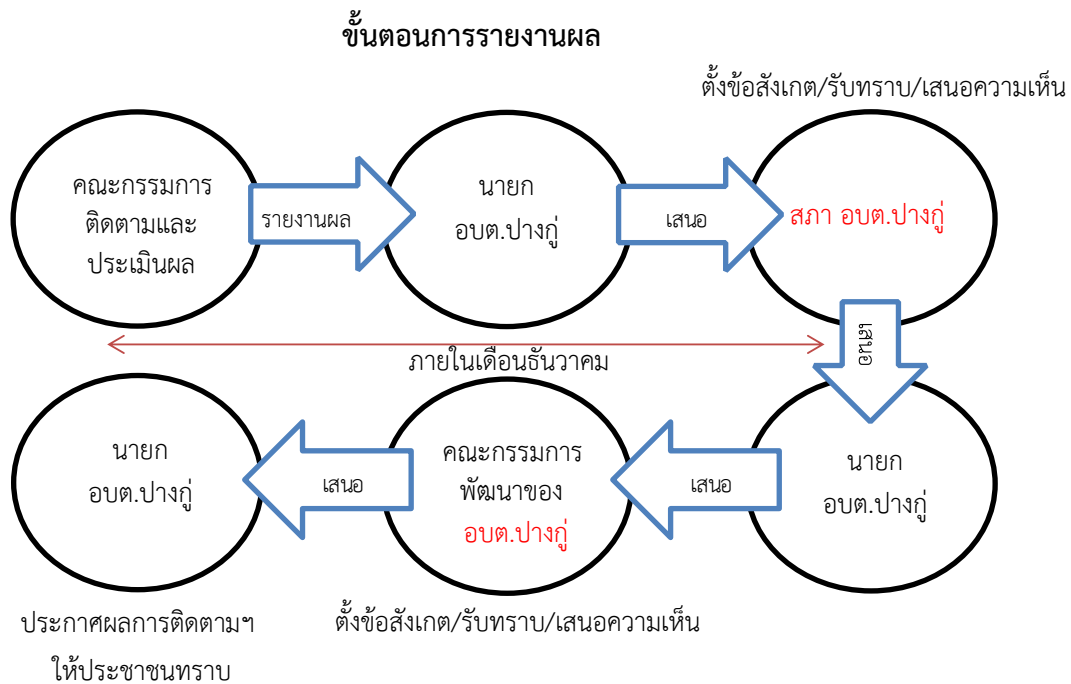 ขั้นตอนการรายงานผล
ตั้งข้อสังเกต/รับทราบ/เสนอความเห็น
คณะกรรมการ
ติดตามและ
ประเมินผล
รายงานผล
นายก
อบต.ปางกู่
เสนอ
สภา อบต.ปางกู่
เสนอ
ภายในเดือนธันวาคม
นายก
อบต.ปางกู่
เสนอ
คณะกรรมการ
พัฒนาของ
อบต.ปางกู่
เสนอ
นายก
อบต.ปางกู่
ตั้งข้อสังเกต/รับทราบ/เสนอความเห็น
ประกาศผลการติดตามฯ
ให้ประชาชนทราบ